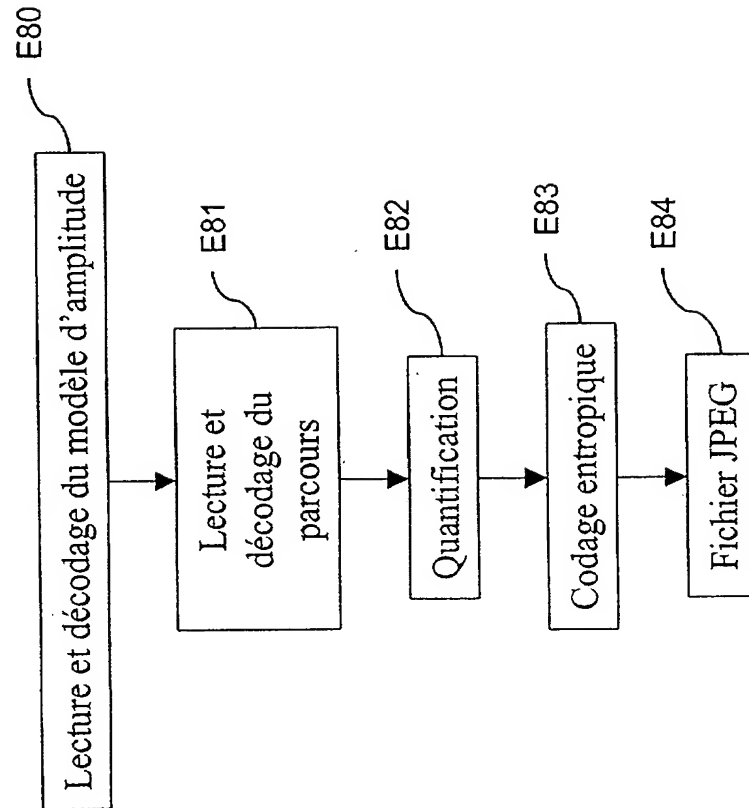 Lecture et décodage du modèle d'amplitude
E80
Lecture et
décodage du
parcours
E81
Quantification
E82
Codage entropique
E83
Fichier JPEG
E84